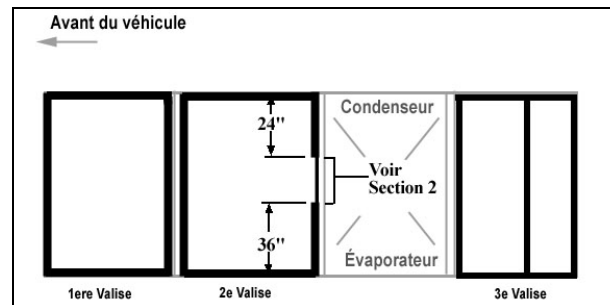 Avant du véhicule
Condenseur
24"
Voir
Section 2
36"
Évaporateur
1ere Valise
2e Valise
3e Valise